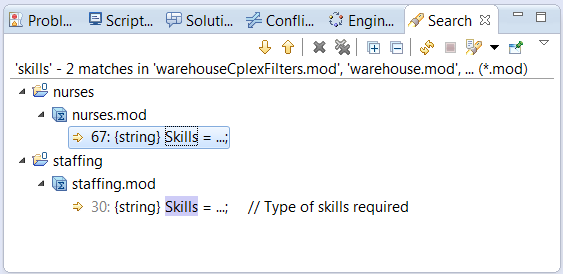 Probl... Script... Soluti... Confli... Engin... Search
'skills' - 2 matches in 'warehouseCplexFilters.mod', 'warehouse.mod', ... (*.mod)
nurses
nurses.mod
67: {string} Skills = ...;
staffing
staffing.mod
30: {string} Skills = ...; // Type of skills required